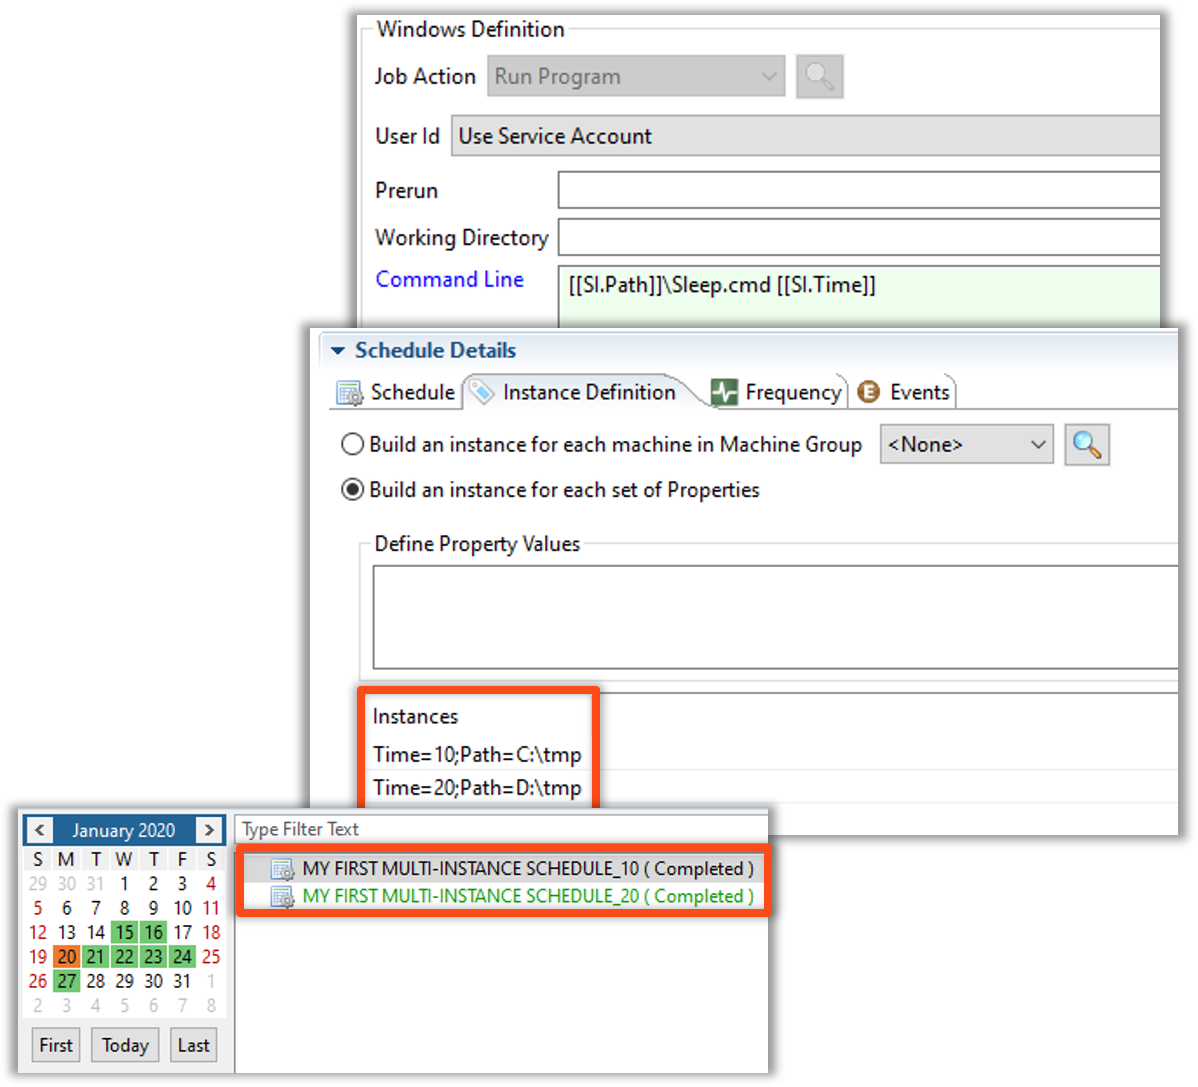 Windows Definition
Job Action Run Program
User Id Use Service Account
Prerun
Working Directory
Command Line [[SI.Path]]\Sleep.cmd [[SI.Time]]
Schedule Details
Schedule Instance Definition Frequency E Events
Build an instance for each machine in Machine Group <None>
Build an instance for each set of Properties
Define Property Values
Instances
Time=10;Path=C:\tmp
Time=20;Path=D:\tmp
< January 2020 >
S M T W T F S
29 30 31 1 2 3 4
5 6 7 8 9 10 11
12 13 14 15 16 17 18
19 20 21 22 23 24 25
26 27 28 29 30 31 1
2 3 4 5 6 7 8
First Today Last
Type Filter Text
MY FIRST MULTI-INSTANCE SCHEDULE_10 ( Completed )
MY FIRST MULTI-INSTANCE SCHEDULE_20 ( Completed )